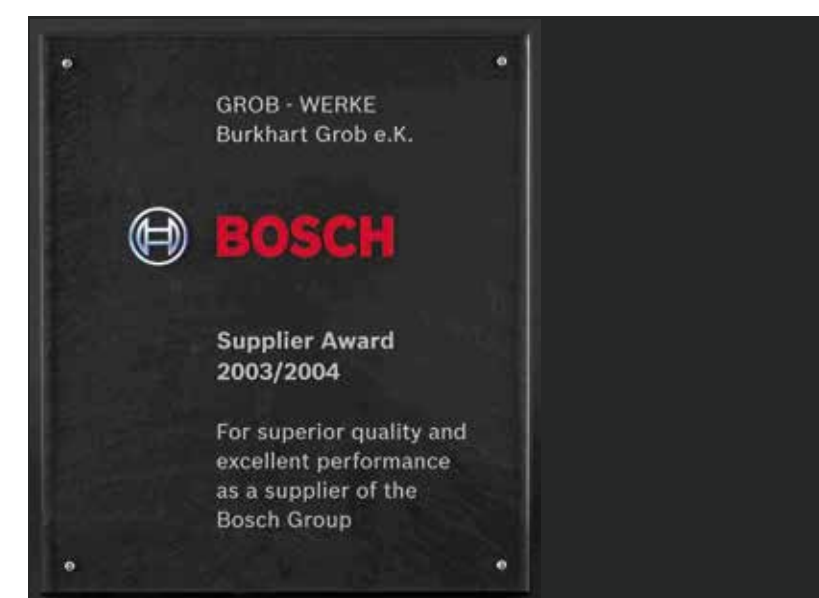 GROB - WERKE
Burkhart Grob e.K.
BOSCH
Supplier Award
2003/2004
For superior quality and
excellent performance
as a supplier of the
Bosch Group